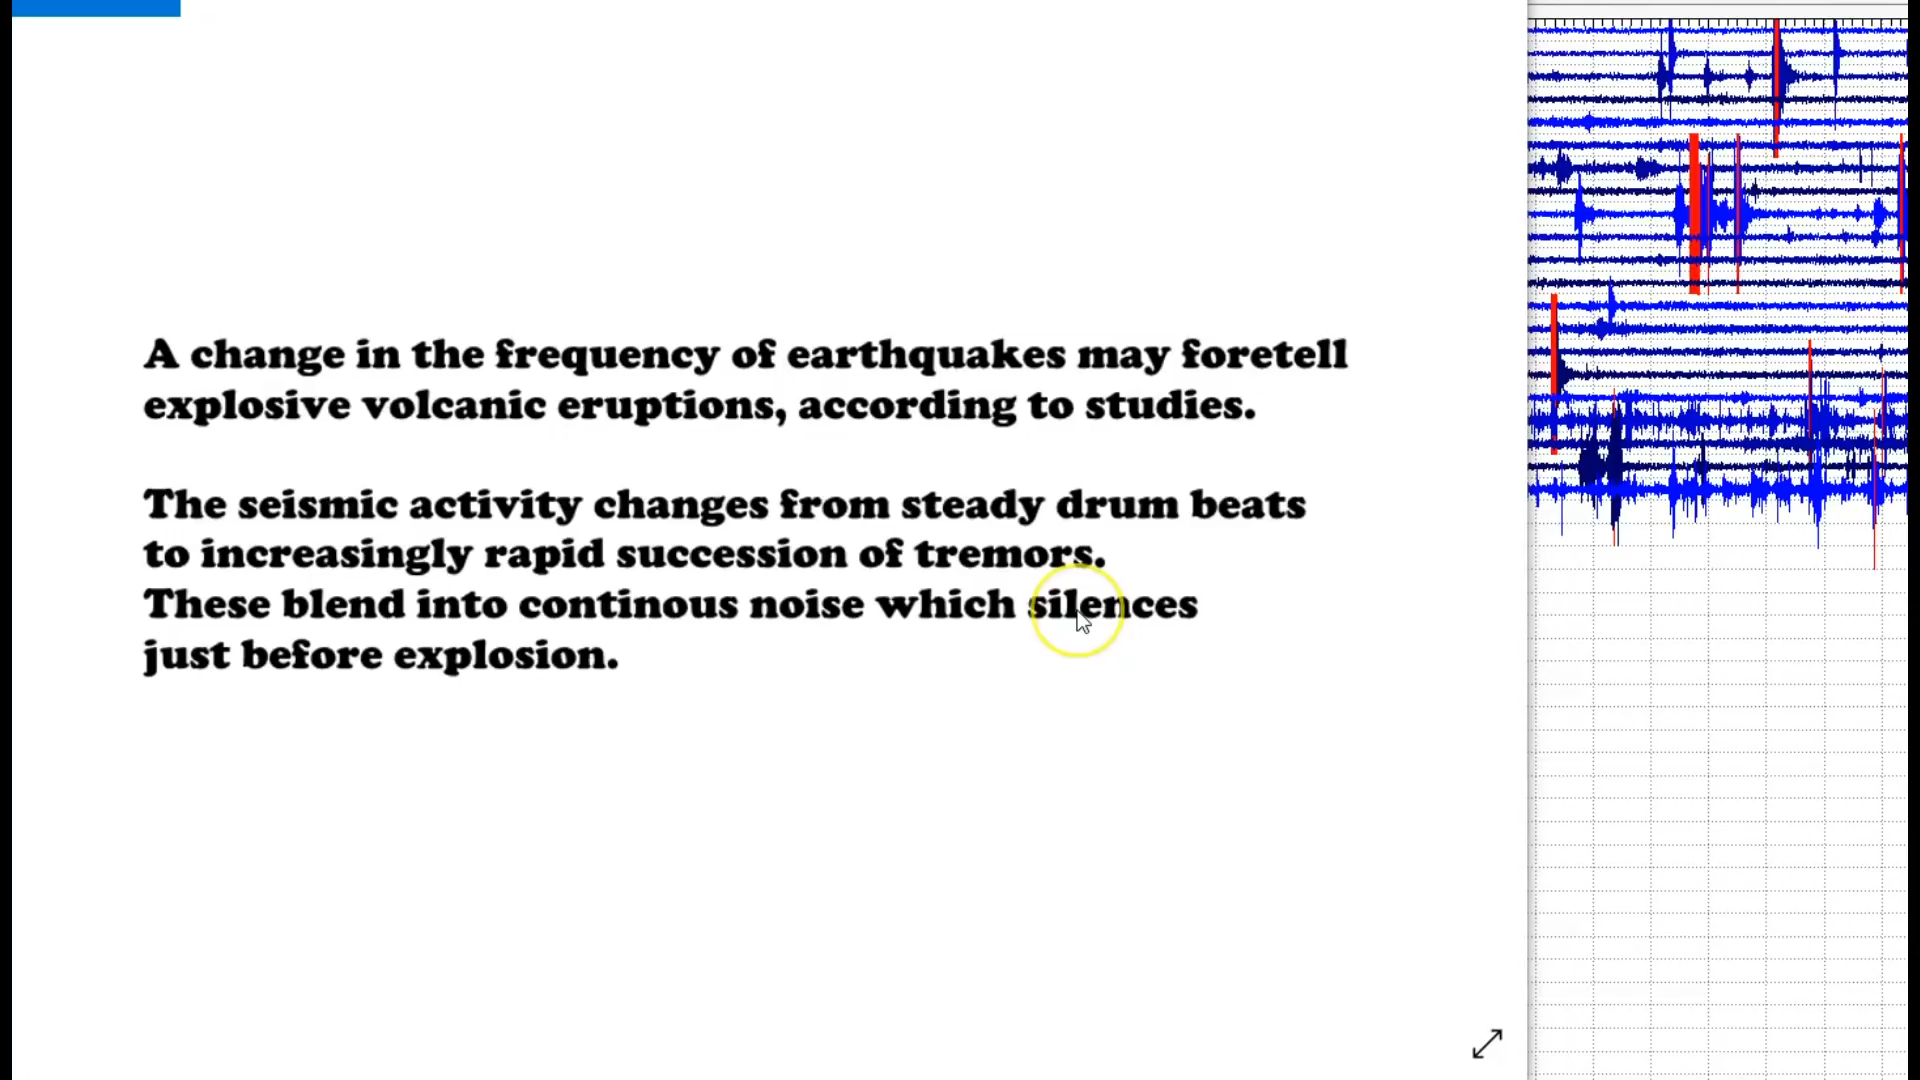 A change in the frequency of earthquakes may foretell
explosive volcanic eruptions, according to studies.
The seismic activity changes from steady drum beats
to increasingly rapid succession of tremors.
These blend into continous noise which silences
just before explosion.